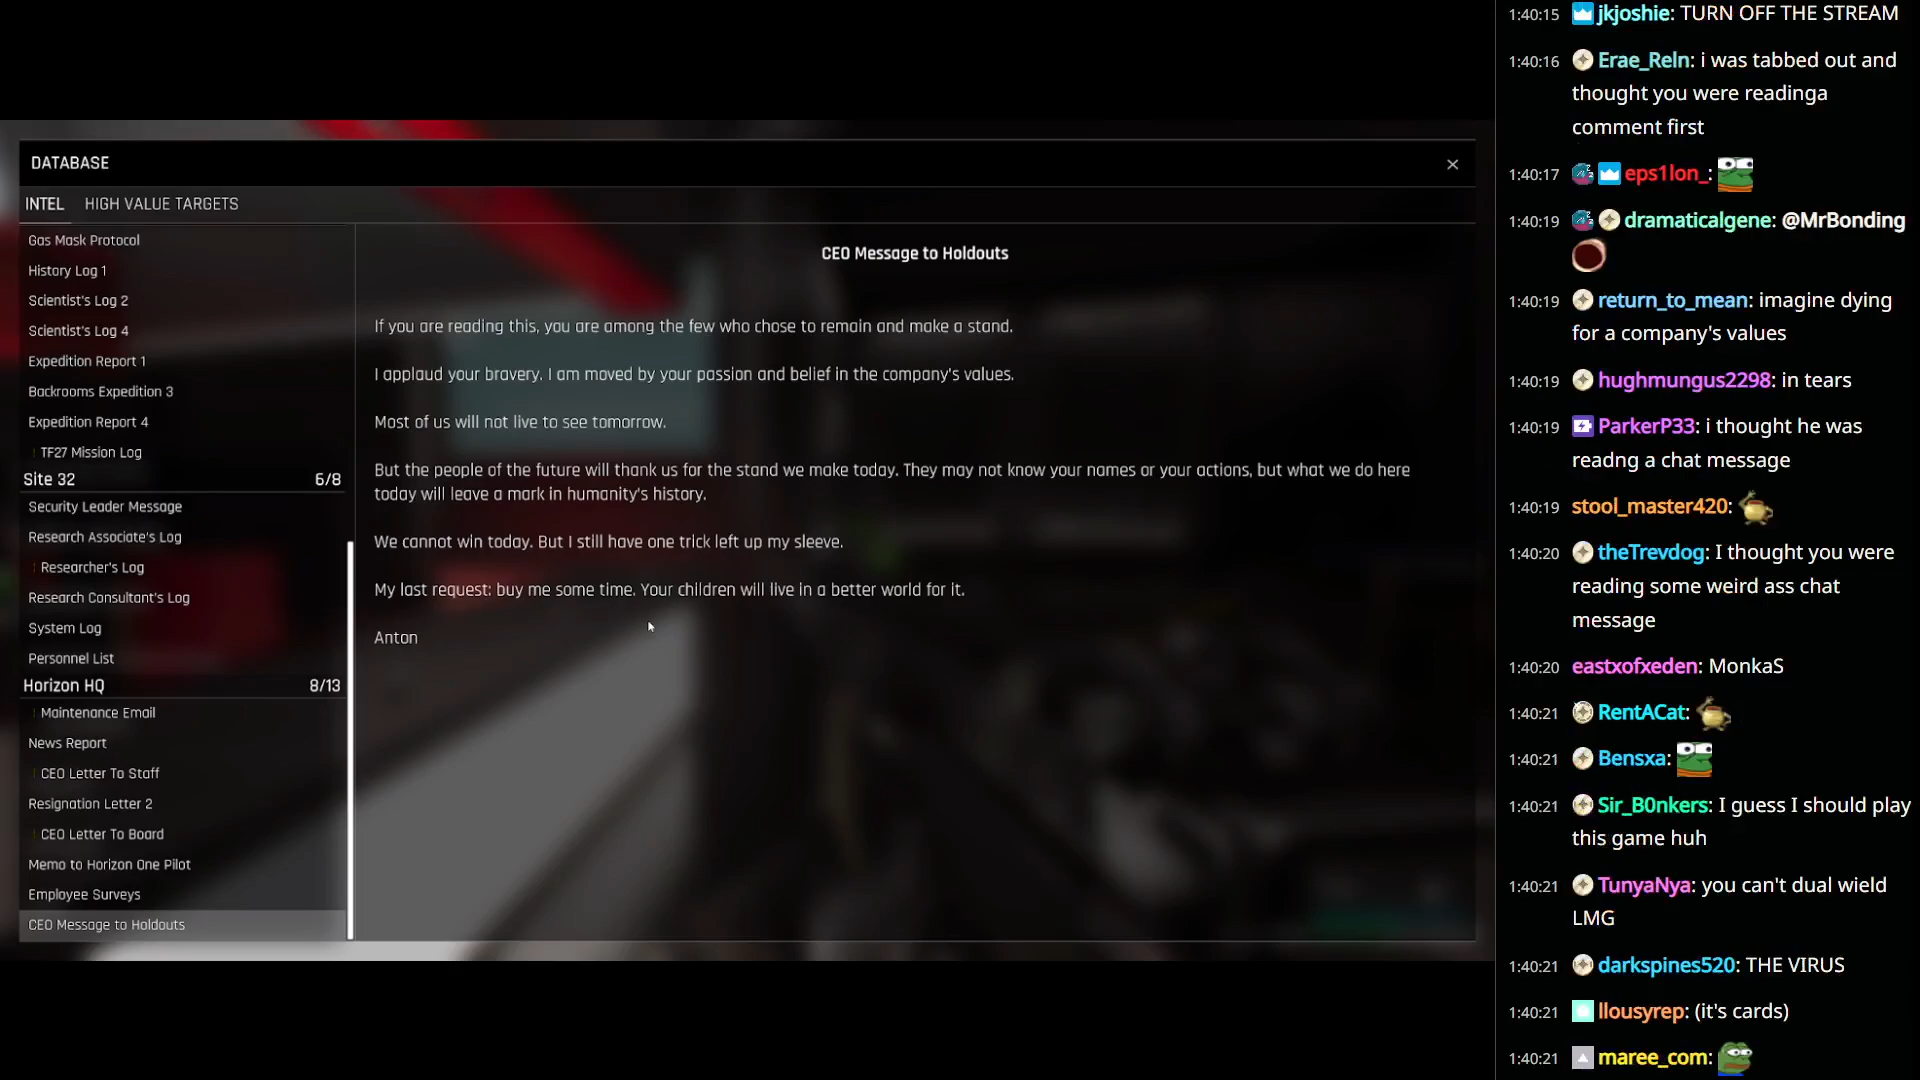 DATABASE
INTEL HIGH VALUE TARGETS
Gas Mask Protocol
History Log 1
Scientist's Log 2
Scientist's Log 4
Expedition Report 1
Backrooms Expedition 3
Expedition Report 4
! TF27 Mission Log
Site 32 6/8
Security Leader Message
Research Associate's Log
! Researcher's Log
Research Consultant's Log
System Log
Personnel List
Horizon HQ 8/13
! Maintenance Email
News Report
! CEO Letter To Staff
Resignation Letter 2
! CEO Letter To Board
Memo to Horizon One Pilot
Employee Surveys
CEO Message to Holdouts
CEO Message to Holdouts
If you are reading this, you are among the few who chose to remain and make a stand.
I applaud your bravery. I am moved by your passion and belief in the company's values.
Most of us will not live to see tomorrow.
But the people of the future will thank us for the stand we make today. They may not know your names or your actions, but what we do here
today will leave a mark in humanity's history.
We cannot win today. But I still have one trick left up my sleeve.
My last request: buy me some time. Your children will live in a better world for it.
Anton
1:40:15 jkjoshie: TURN OFF THE STREAM
1:40:16 Erae_Reln: i was tabbed out and
thought you were readinga
comment first
1:40:17 eps1lon_:
1:40:19 dramaticalgene: @MrBonding
1:40:19 return_to_mean: imagine dying
for a company's values
1:40:19 hughmungus2298: in tears
1:40:19 ParkerP33: i thought he was
readng a chat message
1:40:19 stool_master420:
1:40:20 theTrevdog: I thought you were
reading some weird ass chat
message
1:40:20 eastxofxeden: MonkaS
1:40:21 RentACat:
1:40:21 Bensxa:
1:40:21 Sir_B0nkers: I guess I should play
this game huh
1:40:21 TunyaNya: you can't dual wield
LMG
1:40:21 darkspines520: THE VIRUS
1:40:21 llousyrep: (it's cards)
1:40:21 maree_com: